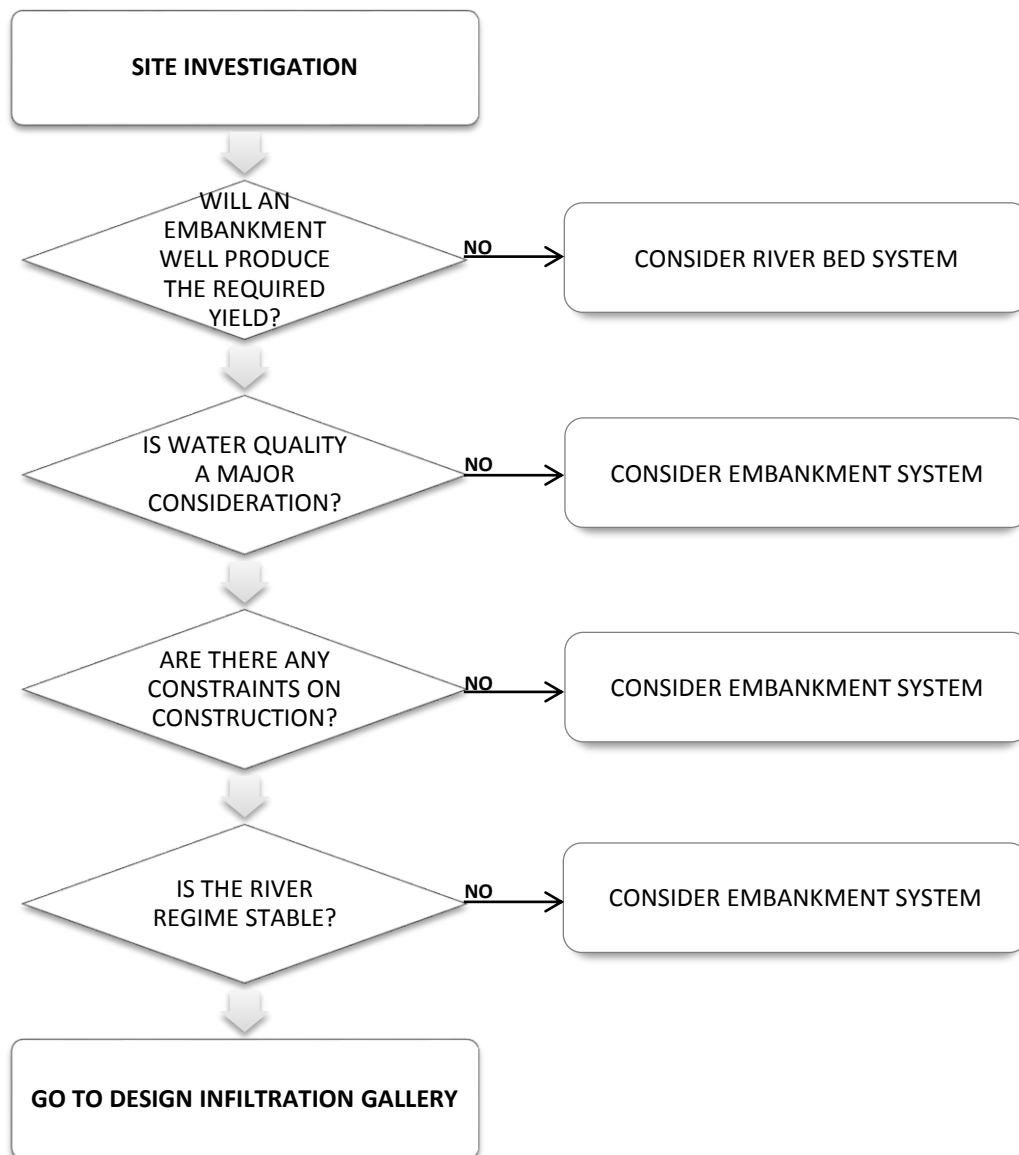 SITE INVESTIGATION
WILL AN
EMBANKMENT
WELL PRODUCE
THE REQUIRED
YIELD?
NO
CONSIDER RIVER BED SYSTEM
IS WATER QUALITY
A MAJOR
CONSIDERATION?
NO
CONSIDER EMBANKMENT SYSTEM
ARE THERE ANY
CONSTRAINTS ON
CONSTRUCTION?
NO
CONSIDER EMBANKMENT SYSTEM
IS THE RIVER
REGIME STABLE?
NO
CONSIDER EMBANKMENT SYSTEM
GO TO DESIGN INFILTRATION GALLERY